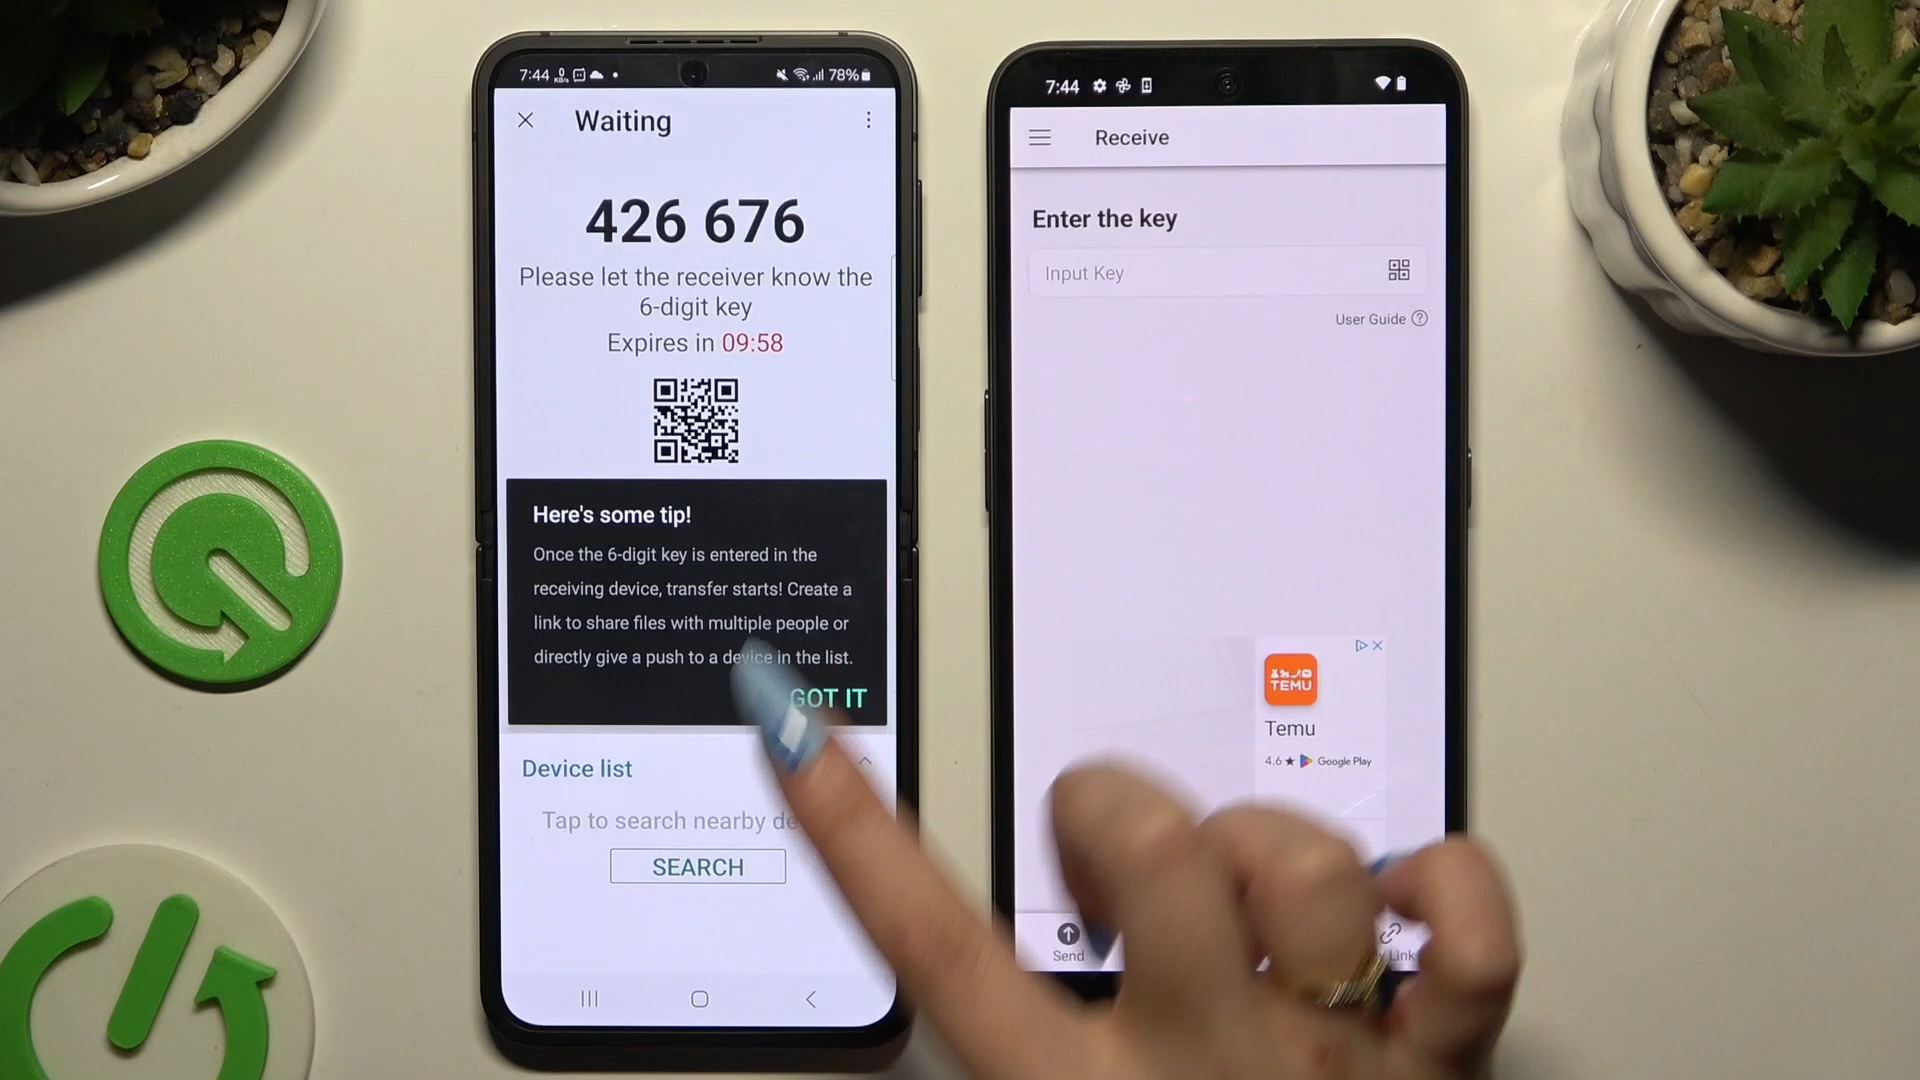 7:44
78%
Waiting
426 676
Please let the receiver know the
6-digit key
Expires in 09:58
Here's some tip!
Once the 6-digit key is entered in the
receiving device, transfer starts! Create a
link to share files with multiple people or
directly give a push to a device in the list.
GOT IT
Device list
Tap to search nearby de
SEARCH
7:44
Receive
Enter the key
Input Key
User Guide
TEMU
Temu
4.6★ Google Play
Send
Link